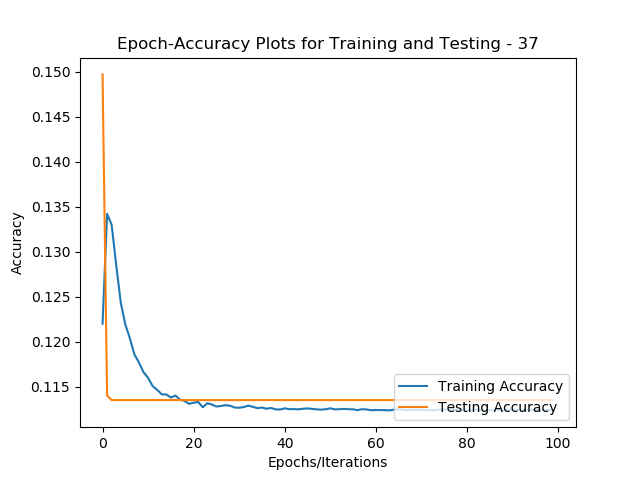 Epoch-Accuracy Plots for Training and Testing - 37
0.150
0.145
0.140
0.135
0.130
0.125
0.120
0.115
Accuracy
Training Accuracy
Testing Accuracy
0
20
40
60
80
100
Epochs/Iterations